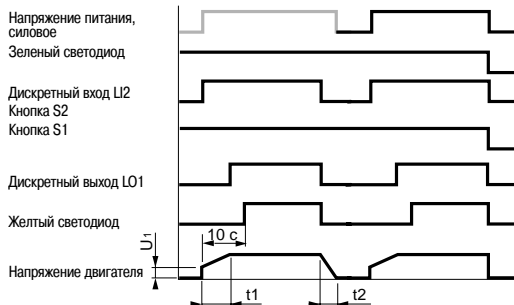 Напряжение питания,
силовое
Зеленый светодиод
Дискретный вход LI2
Кнопка S2
Кнопка S1
Дискретный выход LO1
Желтый светодиод
10 с
U1
Напряжение двигателя
t1
t2